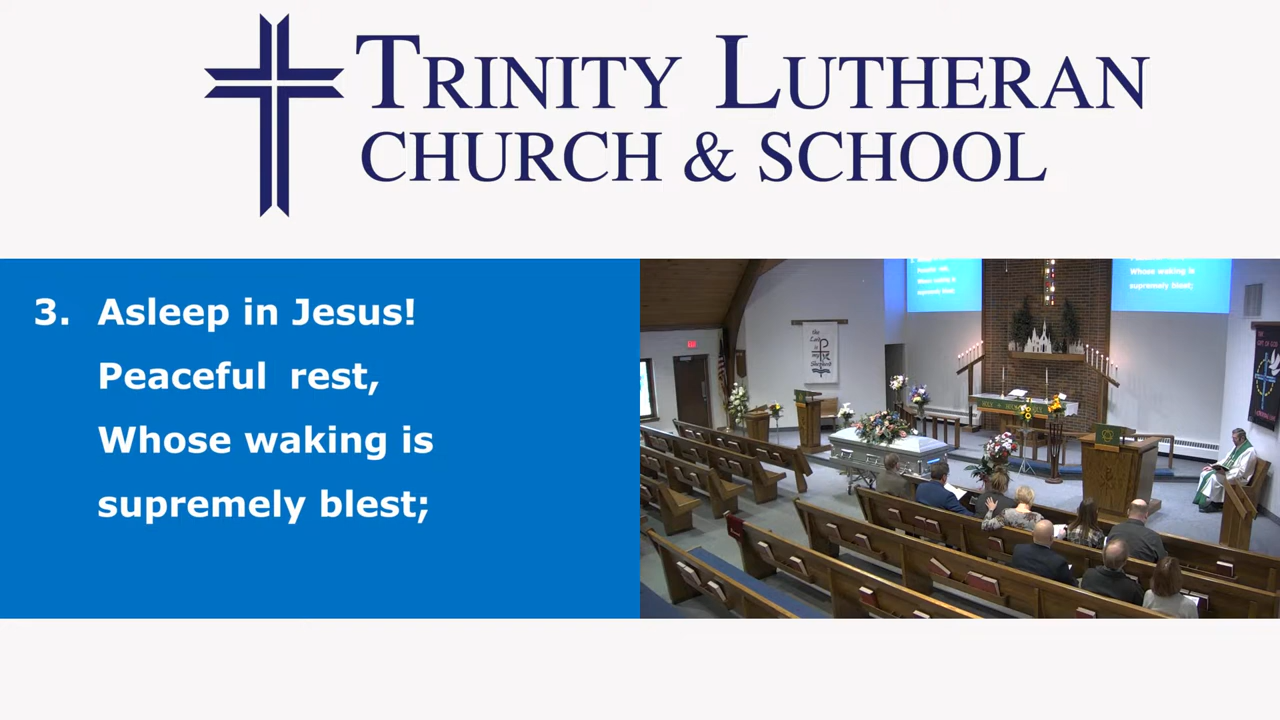 TRINITY LUTHERAN
CHURCH & SCHOOL
3. Asleep in Jesus!
Peaceful rest,
Whose waking is
supremely blest;
Whose waking is
supremely blest;